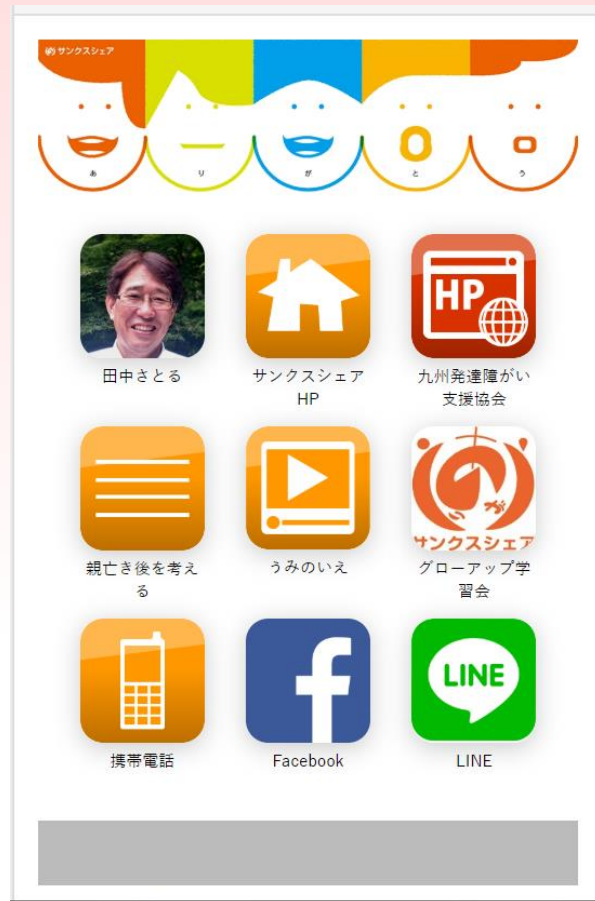 サンクスシェア
あ り が と う
田中さとる
サンクスシェア
HP
HP
九州発達障がい
支援協会
親亡き後を考え
る
うみのいえ
サンクスシェア
グローアップ学
習会
携帯電話
Facebook
LINE
LINE